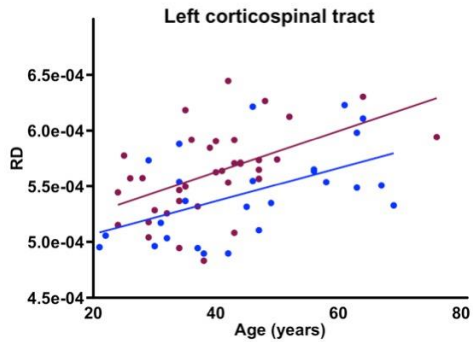 Left corticospinal tract
6.5e-04
6.0e-04
RD
5.5e-04
5.0e-04
4.5e-04
20
40
60
80
Age (years)